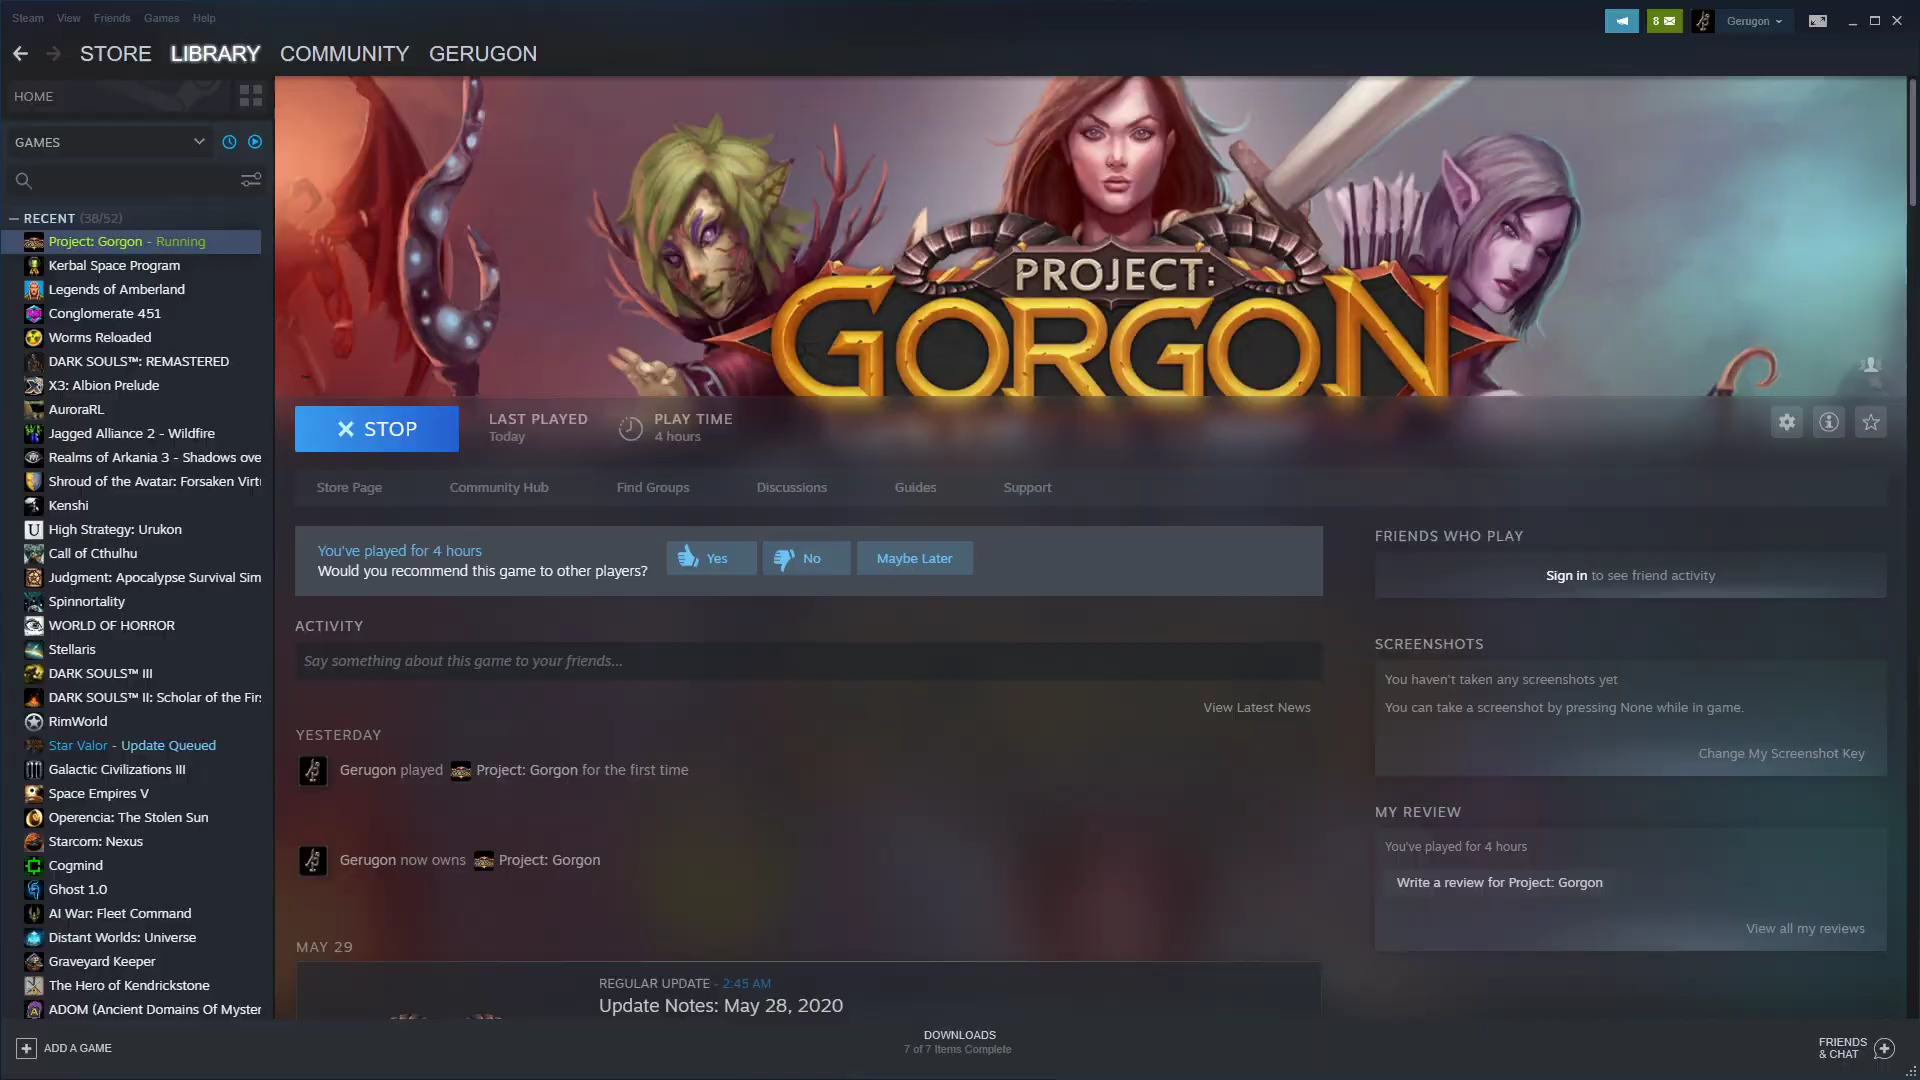 Steam View Friends Games Help
8 Gerugon
STORE LIBRARY COMMUNITY GERUGON
HOME
GAMES
RECENT (38/52)
Project: Gorgon - Running
Kerbal Space Program
Legends of Amberland
Conglomerate 451
Worms Reloaded
DARK SOULS™: REMASTERED
X3: Albion Prelude
AuroraRL
Jagged Alliance 2 - Wildfire
Realms of Arkania 3 - Shadows ove
Shroud of the Avatar: Forsaken Virt
Kenshi
High Strategy: Urukon
Call of Cthulhu
Judgment: Apocalypse Survival Sim
Spinnortality
WORLD OF HORROR
Stellaris
DARK SOULS™ III
DARK SOULS™ II: Scholar of the Firs
RimWorld
Star Valor - Update Queued
Galactic Civilizations III
Space Empires V
Operencia: The Stolen Sun
Starcom: Nexus
Cogmind
Ghost 1.0
AI War: Fleet Command
Distant Worlds: Universe
Graveyard Keeper
The Hero of Kendrickstone
ADOM (Ancient Domains Of Myster
ADD A GAME
PROJECT:
GORGON
STOP
LAST PLAYED
Today
PLAY TIME
4 hours
Store Page Community Hub Find Groups Discussions Guides Support
You've played for 4 hours
Would you recommend this game to other players?
Yes No Maybe Later
ACTIVITY
Say something about this game to your friends...
View Latest News
YESTERDAY
Gerugon played Project: Gorgon for the first time
Gerugon now owns Project: Gorgon
MAY 29
REGULAR UPDATE - 2:45 AM
Update Notes: May 28, 2020
FRIENDS WHO PLAY
Sign in to see friend activity
SCREENSHOTS
You haven't taken any screenshots yet
You can take a screenshot by pressing None while in game.
Change My Screenshot Key
MY REVIEW
You've played for 4 hours
Write a review for Project: Gorgon
View all my reviews
DOWNLOADS
7 of 7 Items Complete
FRIENDS
& CHAT